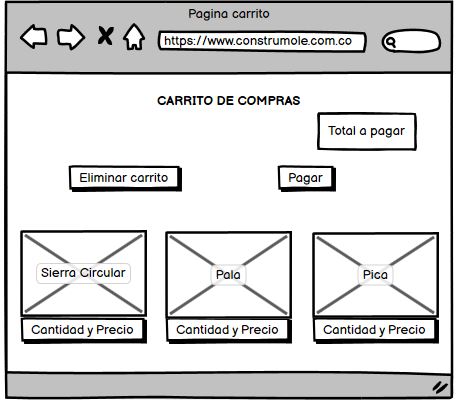 Pagina carrito
https://www.construmole.com.co
CARRITO DE COMPRAS
Total a pagar
Eliminar carrito
Pagar
Sierra Circular
Pala
Pica
Cantidad y Precio
Cantidad y Precio
Cantidad y Precio